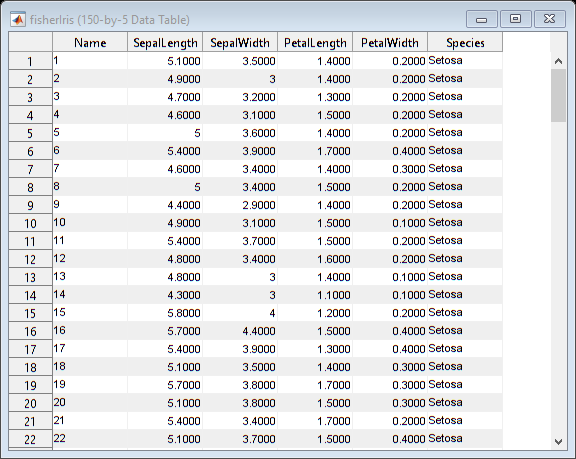 fisherIris (150-by-5 Data Table)
Name SepalLength SepalWidth PetalLength PetalWidth Species
1 1 5.1000 3.5000 1.4000 0.2000 Setosa
2 2 4.9000 3 1.4000 0.2000 Setosa
3 3 4.7000 3.2000 1.3000 0.2000 Setosa
4 4 4.6000 3.1000 1.5000 0.2000 Setosa
5 5 5 3.6000 1.4000 0.2000 Setosa
6 6 5.4000 3.9000 1.7000 0.4000 Setosa
7 7 4.6000 3.4000 1.4000 0.3000 Setosa
8 8 5 3.4000 1.5000 0.2000 Setosa
9 9 4.4000 2.9000 1.4000 0.2000 Setosa
10 10 4.9000 3.1000 1.5000 0.1000 Setosa
11 11 5.4000 3.7000 1.5000 0.2000 Setosa
12 12 4.8000 3.4000 1.6000 0.2000 Setosa
13 13 4.8000 3 1.4000 0.1000 Setosa
14 14 4.3000 3 1.1000 0.1000 Setosa
15 15 5.8000 4 1.2000 0.2000 Setosa
16 16 5.7000 4.4000 1.5000 0.4000 Setosa
17 17 5.4000 3.9000 1.3000 0.4000 Setosa
18 18 5.1000 3.5000 1.4000 0.3000 Setosa
19 19 5.7000 3.8000 1.7000 0.3000 Setosa
20 20 5.1000 3.8000 1.5000 0.3000 Setosa
21 21 5.4000 3.4000 1.7000 0.2000 Setosa
22 22 5.1000 3.7000 1.5000 0.4000 Setosa